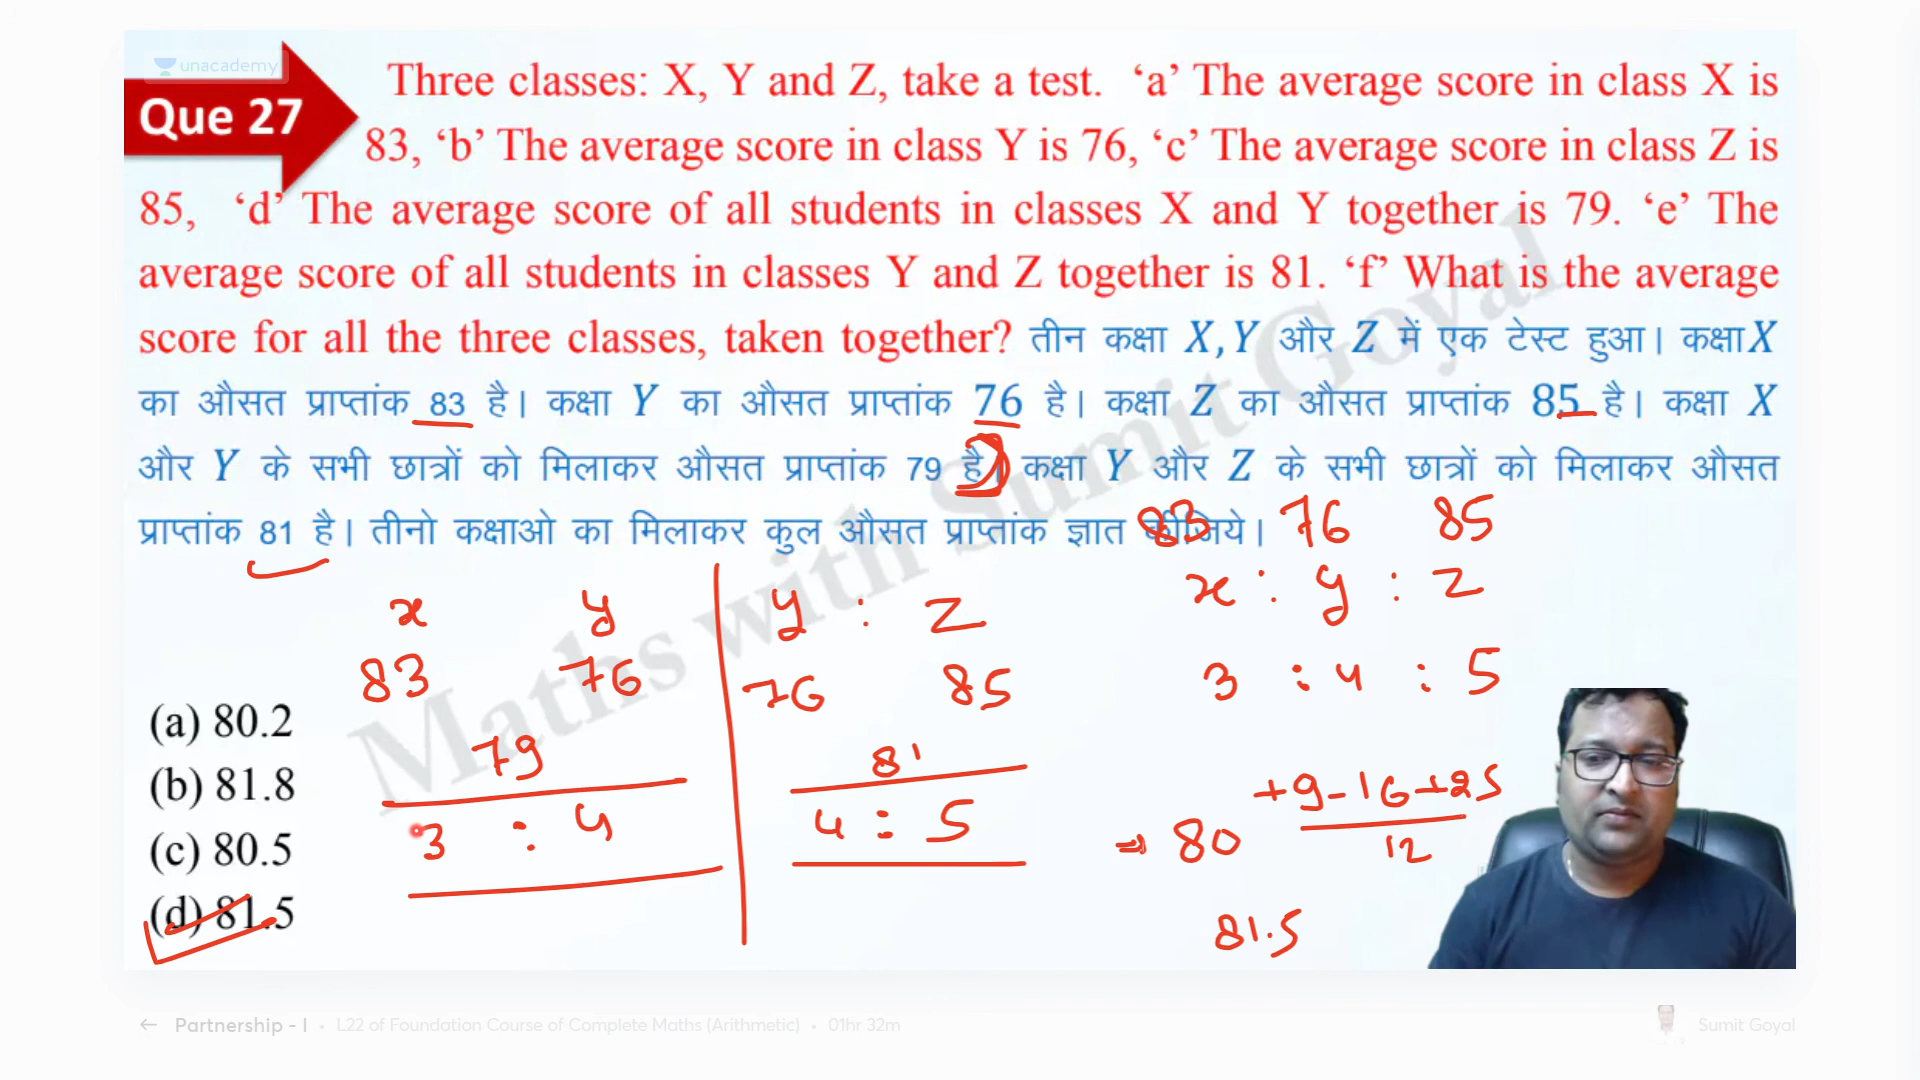 unacademy
Que 27
Three classes: X, Y and Z, take a test. ‘a’ The average score in class X is
83, ‘b’ The average score in class Y is 76, ‘c’ The average score in class Z is
85, ‘d’ The average score of all students in classes X and Y together is 79. ‘e’ The
average score of all students in classes Y and Z together is 81. ‘f’ What is the average
score for all the three classes, taken together? तीन कक्षा X, Y और Z में एक टेस्ट हुआ। कक्षा X
का औसत प्राप्तांक 83 है। कक्षा Y का औसत प्राप्तांक 76 है। कक्षा Z का औसत प्राप्तांक 85 है। कक्षा X
और Y के सभी छात्रों को मिलाकर औसत प्राप्तांक 79 है। कक्षा Y और Z के सभी छात्रों को मिलाकर औसत
प्राप्तांक 81 है। तीनो कक्षाओ का मिलाकर कुल औसत प्राप्तांक ज्ञात कीजिये।
Maths with Sumit Goyal
x y
83 76
79
3 : 4
y : z
76 85
81
4 : 5
83 76 85
x : y : z
3 : 4 : 5
+9-16+25
⇒ 80
12
81.5
(a) 80.2
(b) 81.8
(c) 80.5
(d) 81.5
← Partnership - I • L22 of Foundation Course of Complete Maths (Arithmetic) • 01hr 32m
Sumit Goyal